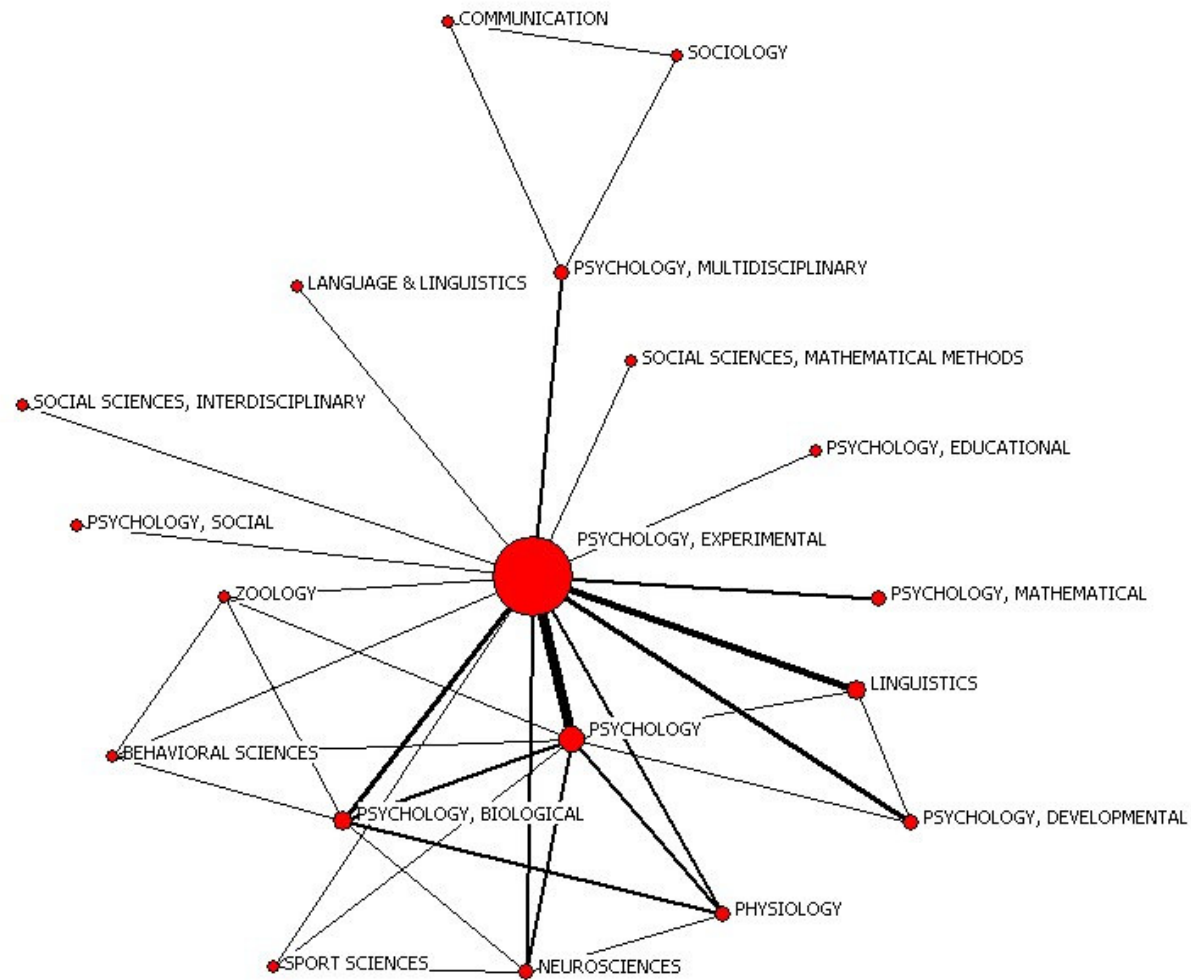 COMMUNICATION
SOCIOLOGY
PSYCHOLOGY, MULTIDISCIPLINARY
LANGUAGE & LINGUISTICS
SOCIAL SCIENCES, MATHEMATICAL METHODS
SOCIAL SCIENCES, INTERDISCIPLINARY
PSYCHOLOGY, EDUCATIONAL
PSYCHOLOGY, SOCIAL
PSYCHOLOGY, EXPERIMENTAL
ZOOLOGY
PSYCHOLOGY, MATHEMATICAL
LINGUISTICS
PSYCHOLOGY
BEHAVIORAL SCIENCES
PSYCHOLOGY, BIOLOGICAL
PSYCHOLOGY, DEVELOPMENTAL
PHYSIOLOGY
SPORT SCIENCES
NEUROSCIENCES